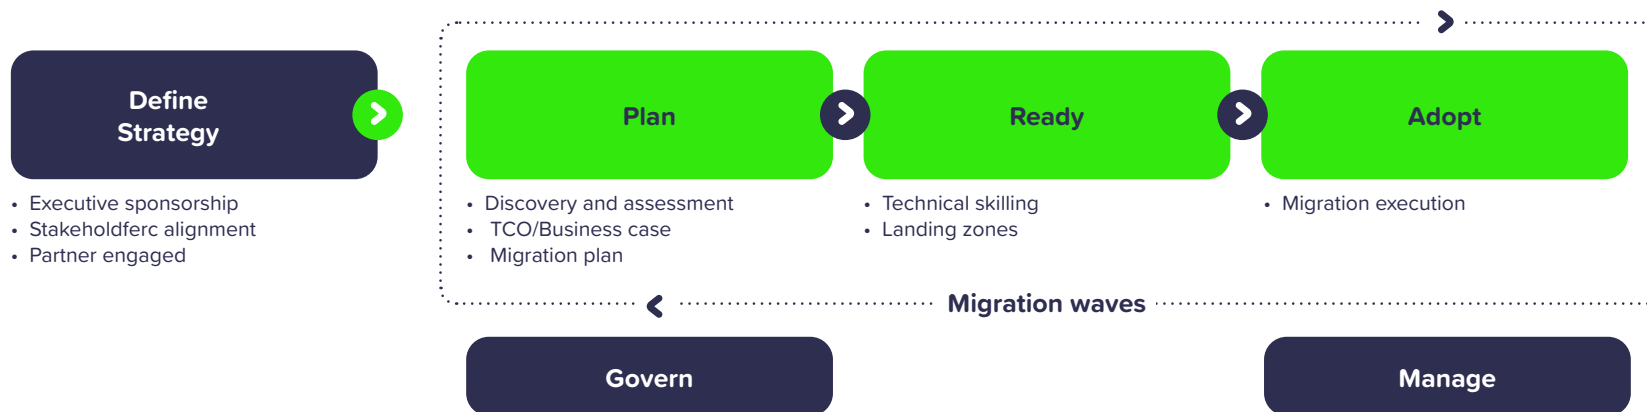 Define
Strategy
Plan
Ready
Adopt
• Executive sponsorship
• Stakeholdferc alignment
• Partner engaged
• Discovery and assessment
• TCO/Business case
• Migration plan
• Technical skilling
• Landing zones
• Migration execution
Migration waves
Govern
Manage